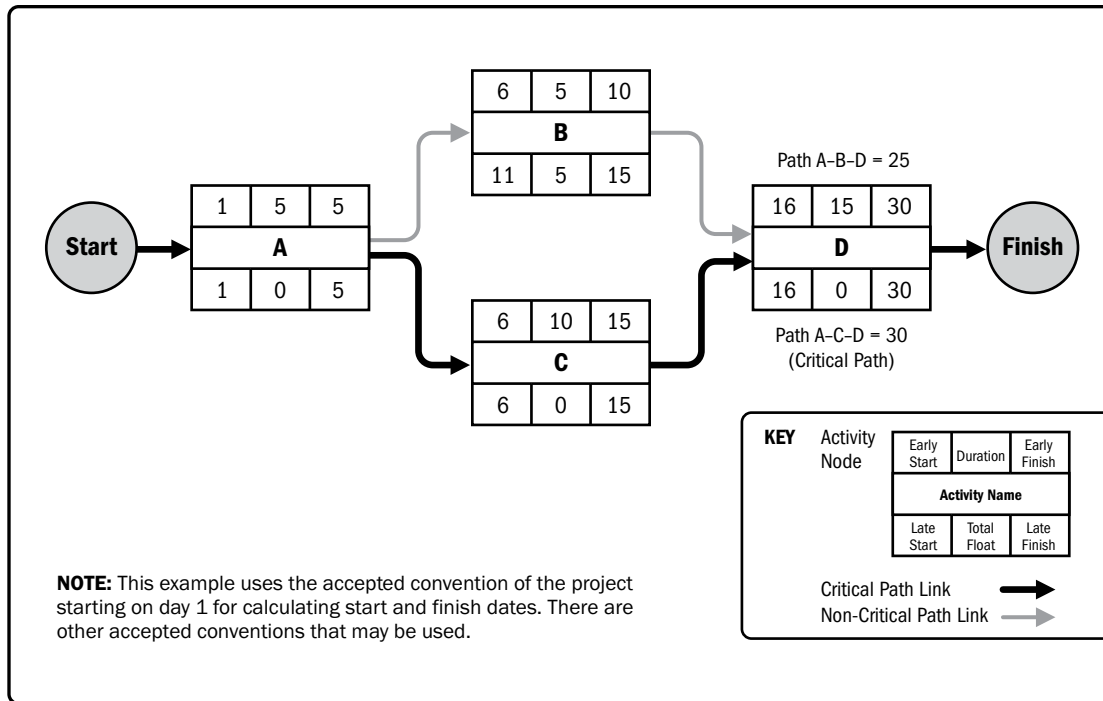 6 5 10
B
11 5 15
Path A–B–D = 25
1 5 5
A
1 0 5
Start
16 15 30
D
16 0 30
Finish
6 10 15
C
6 0 15
Path A–C–D = 30
(Critical Path)
KEY Activity
Node
Early
Start
Duration
Early
Finish
Activity Name
Late
Start
Total
Float
Late
Finish
Critical Path Link
Non-Critical Path Link
NOTE: This example uses the accepted convention of the project
starting on day 1 for calculating start and finish dates. There are
other accepted conventions that may be used.